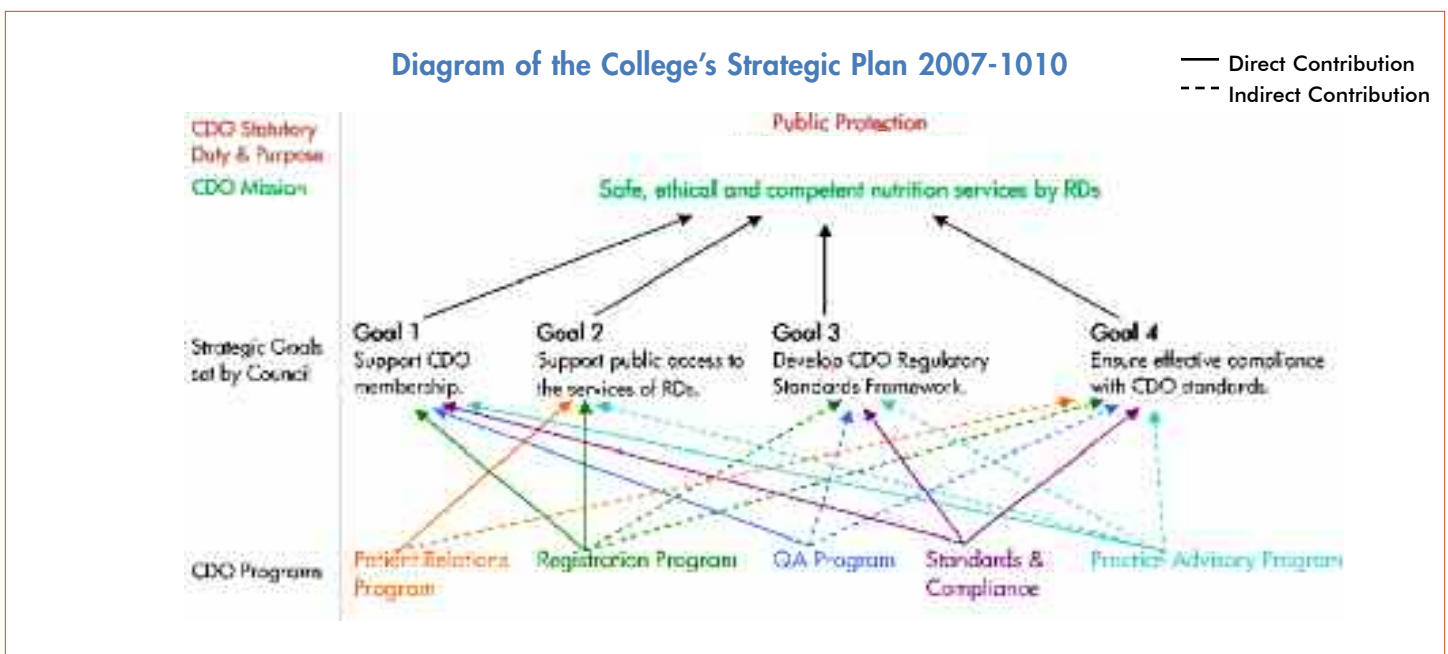 Diagram of the College's Strategic Plan 2007-1010
Direct Contribution
Indirect Contribution
CDO Statutory
Duty & Purpose
Public Protection
CDO Mission
Safe, ethical and competent nutrition services by RDs
Strategic Goals
set by Council
Goal 1
Support CDO
membership.
Goal 2
Support public access to
the services of RDs.
Goal 3
Develop CDO Regulatory
Standards Framework.
Goal 4
Ensure effective compliance
with CDO standards.
CDO Programs
Patient Relations
Program
Registration Program
QA Program
Standards &
Compliance
Practice Advisory Program